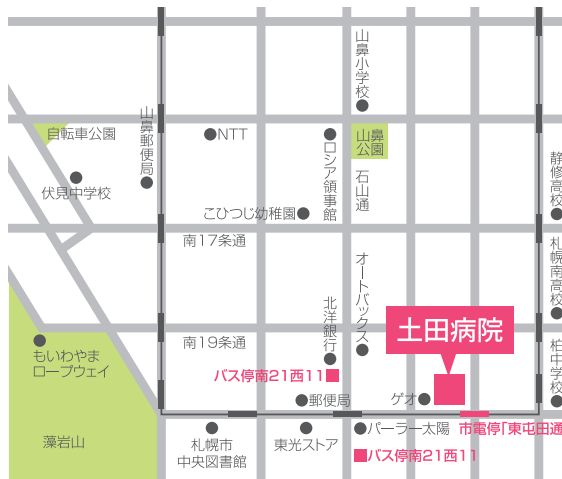 山鼻小学校
自転車公園
山鼻郵便局
NTT
ロシア領事館
山鼻
公園
石山通
静修高校
伏見中学校
こひつじ幼稚園
南17条通
札幌南高校
オートバックス
北洋銀行
土田病院
南19条通
もいわやま
ロープウェイ
柏中学校
バス停南21西11
郵便局
ゲオ
藻岩山
札幌市
中央図書館
東光ストア
パーラー太陽
市電停「東屯田通
バス停南21西11